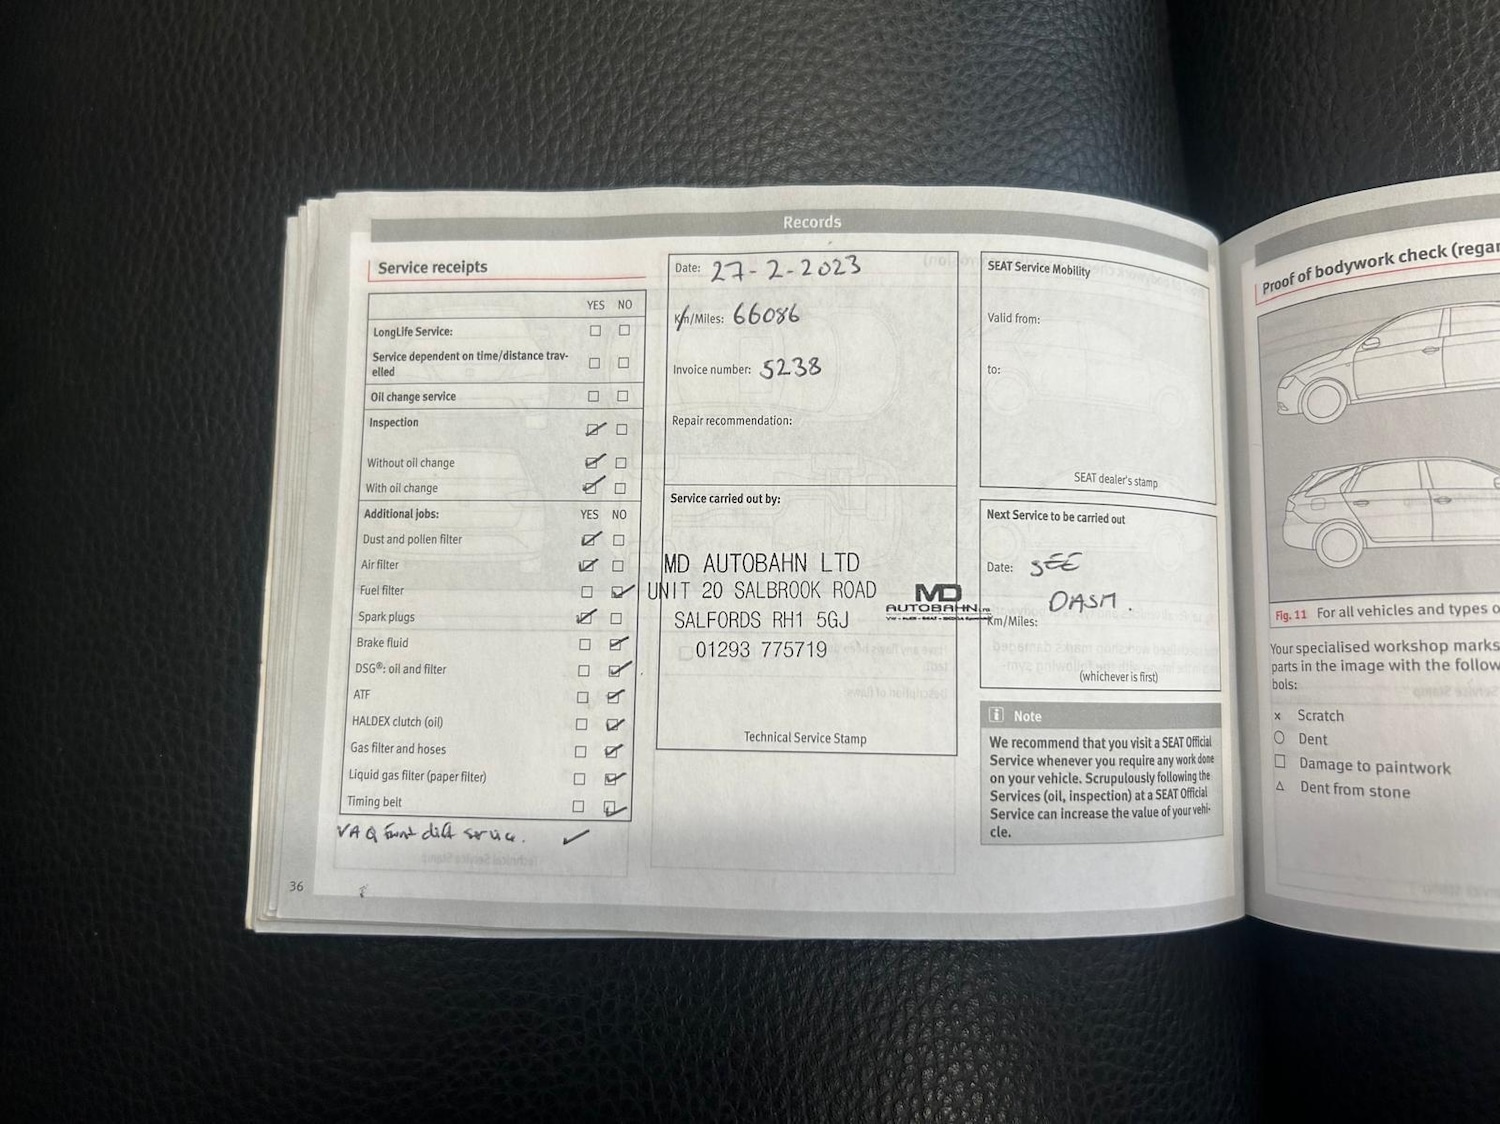 Records
Service receipts
YES NO
LongLife Service:
Service dependent on time/distance trav-
elled
Oil change service
Inspection
Without oil change
With oil change
Additional jobs: YES NO
Dust and pollen filter
Air filter
Fuel filter
Spark plugs
Brake fluid
DSG®: oil and filter
ATF
HALDEX clutch (oil)
Gas filter and hoses
Liquid gas filter (paper filter)
Timing belt
VAQ front diff service.
36
Date: 27-2-2023
Km/Miles: 66086
Invoice number: 5238
Repair recommendation:
Service carried out by:
MD AUTOBAHN LTD
UNIT 20 SALBROOK ROAD
SALFORDS RH1 5GJ
01293 775719
MD
AUTOBAHN
Technical Service Stamp
SEAT Service Mobility
Valid from:
to:
SEAT dealer's stamp
Next Service to be carried out
Date: SEE
DASH.
Km/Miles:
(whichever is first)
i Note
We recommend that you visit a SEAT Official
Service whenever you require any work done
on your vehicle. Scrupulously following the
Services (oil, inspection) at a SEAT Official
Service can increase the value of your vehi-
cle.
Proof of bodywork check (regar
Fig. 11 For all vehicles and types o
Your specialised workshop marks
parts in the image with the follow
bols:
x Scratch
○ Dent
□ Damage to paintwork
△ Dent from stone